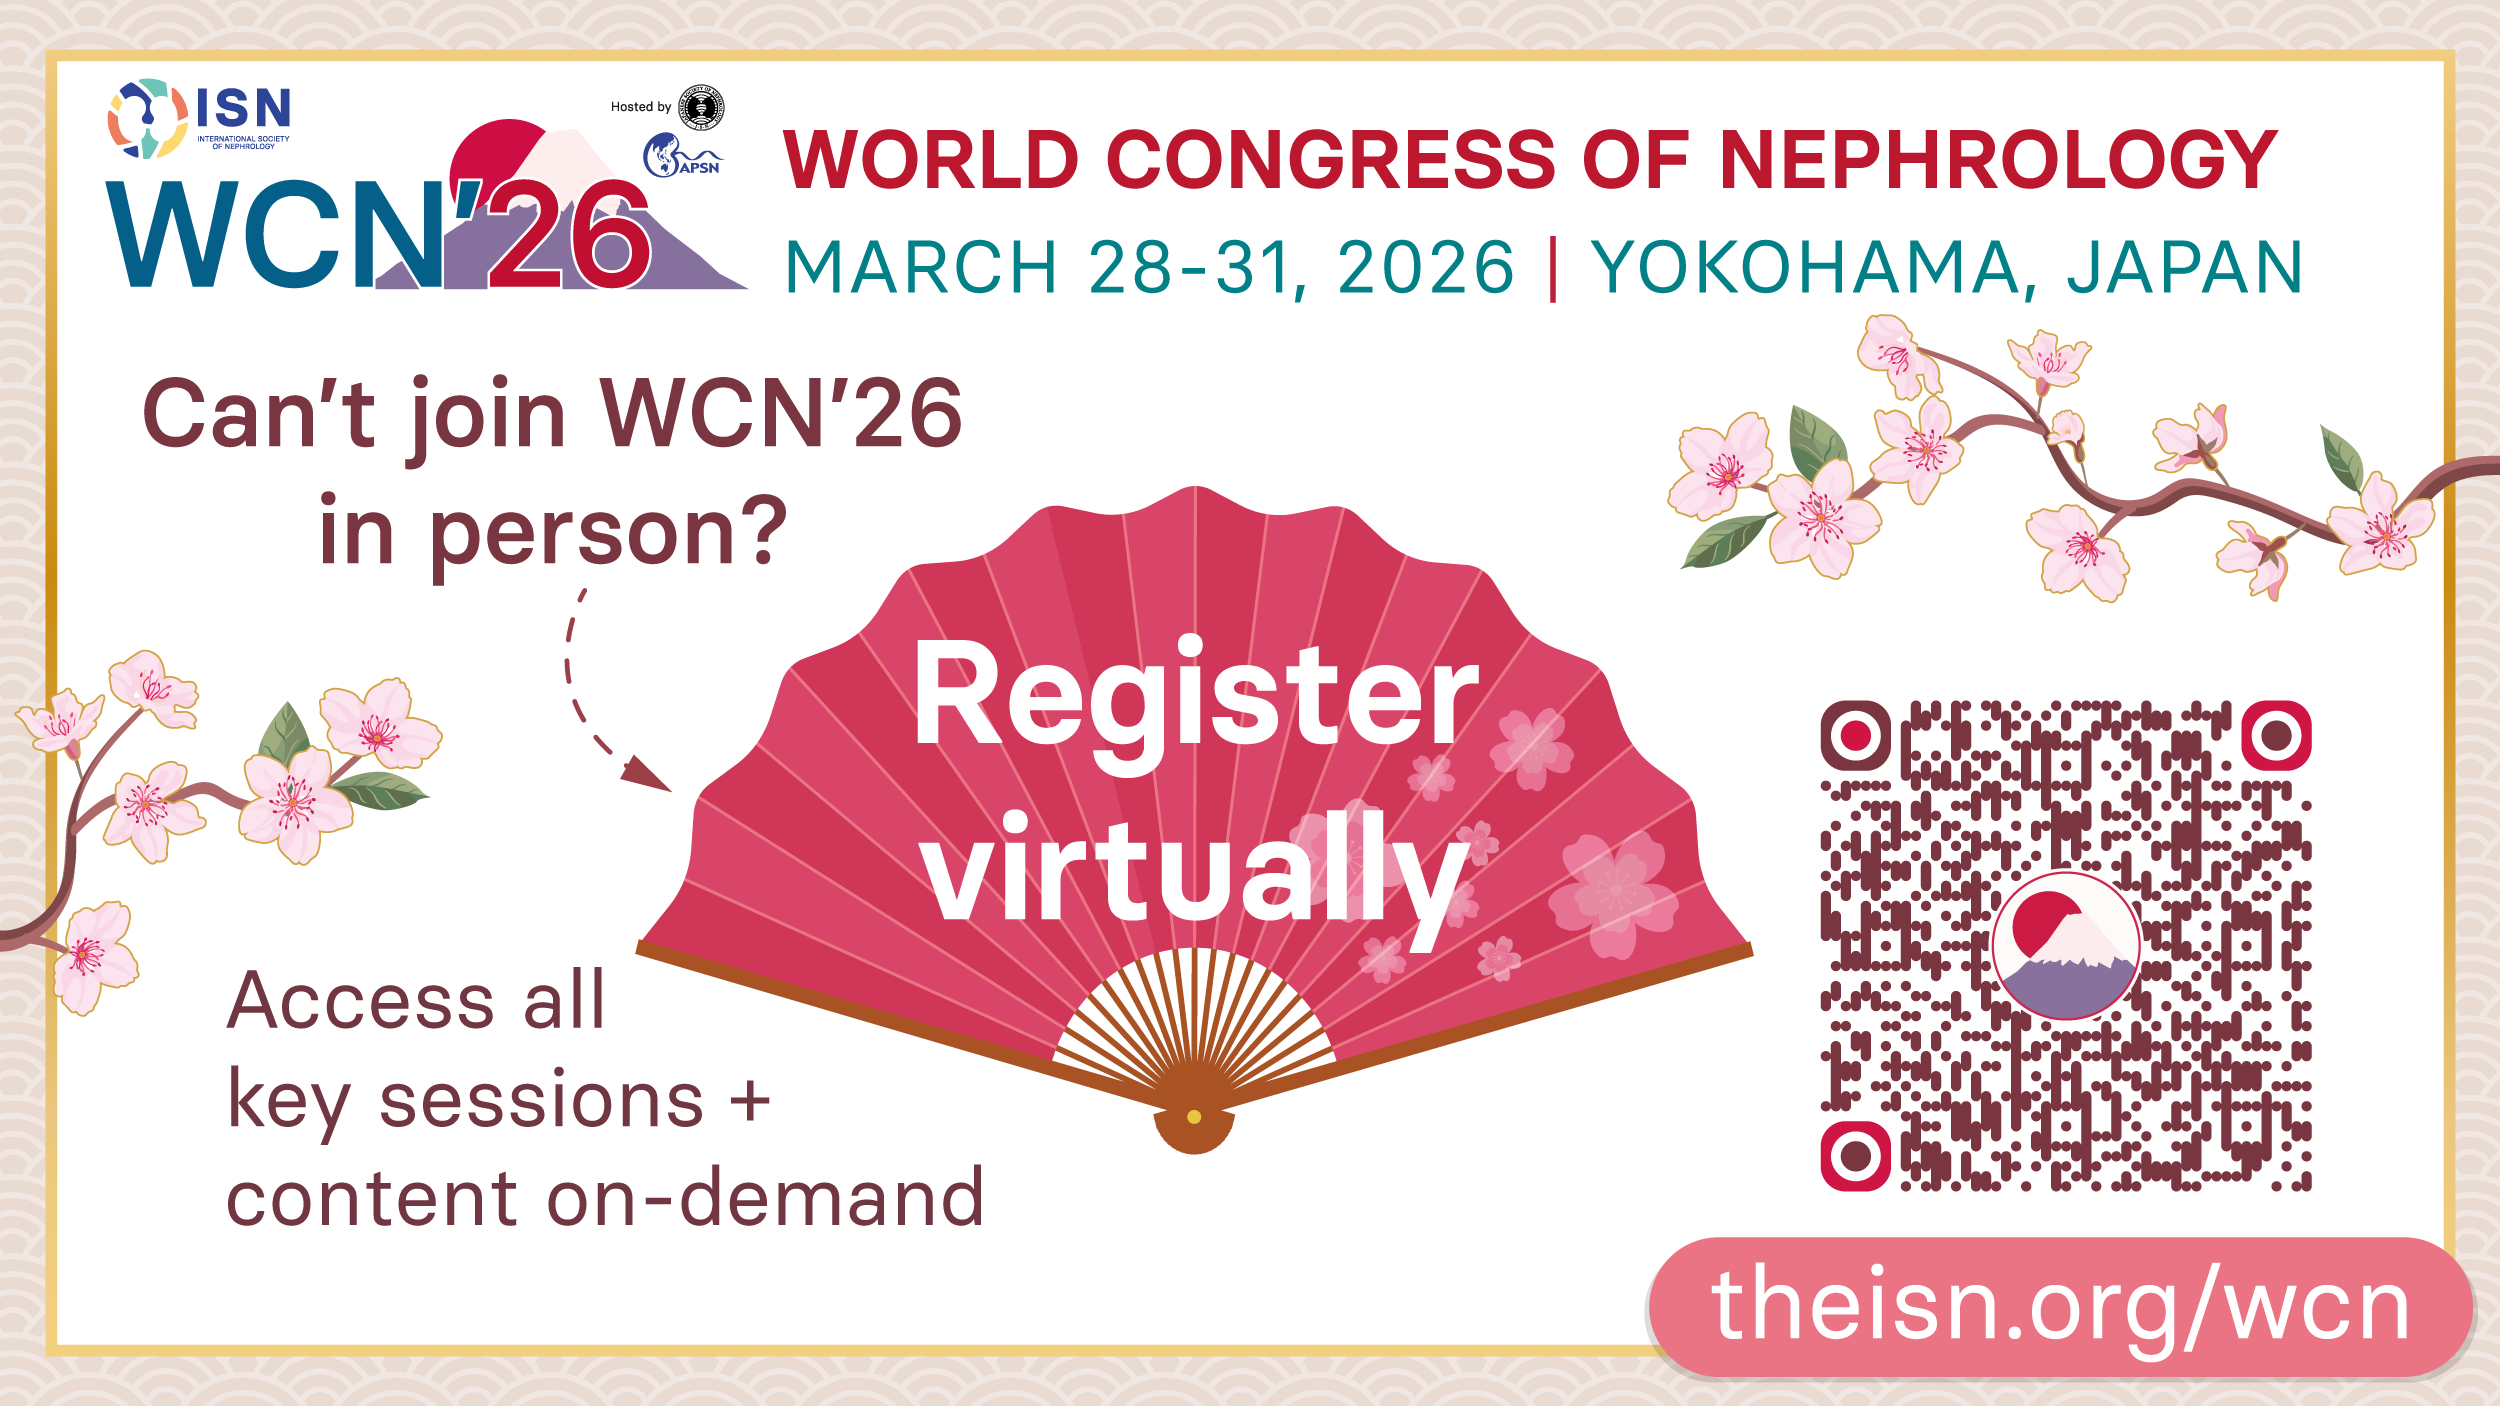 ISN
INTERNATIONAL SOCIETY
OF NEPHROLOGY
WCN'26
Hosted by
APSN
WORLD CONGRESS OF NEPHROLOGY
MARCH 28-31, 2026 | YOKOHAMA, JAPAN
Can't join WCN'26
in person?
Register
virtually
Access all
key sessions +
content on-demand
theisn.org/wcn